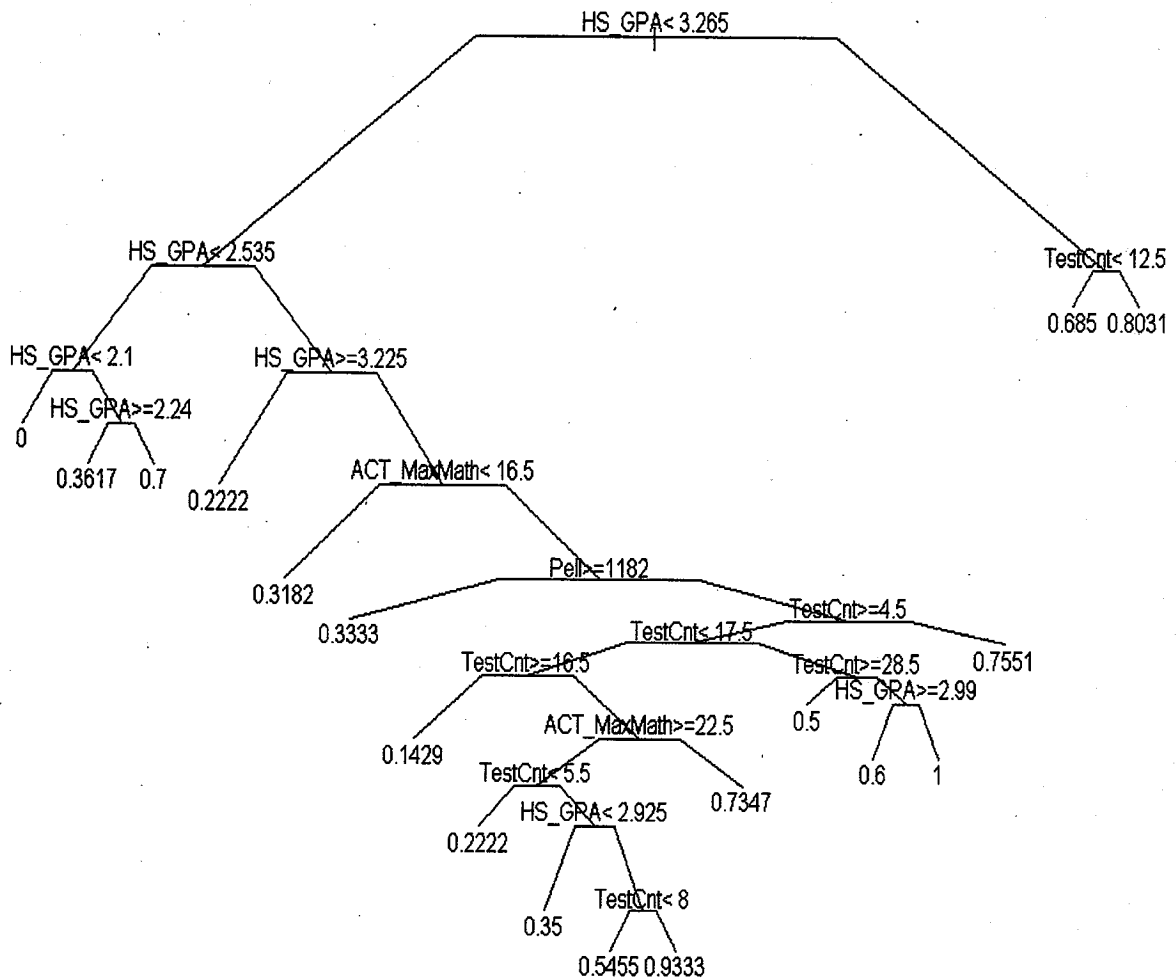 HS_GPA< 3.265
HS_GPA< 2.535
TestCnt< 12.5
0.685 0.8031
HS_GPA< 2.1
HS_GPA>=3.225
0
HS_GPA>=2.24
0.3617 0.7
0.2222
ACT_MaxMath< 16.5
0.3182
Pell>=1182
0.3333
TestCnt>=4.5
TestCnt< 17.5
0.7551
TestCnt>=16.5
TestCnt>=28.5
HS_GPA>=2.99
0.5
0.1429
ACT_MaxMath>=22.5
0.6 1
TestCnt< 5.5
0.7347
0.2222
HS_GPA< 2.925
0.35
TestCnt< 8
0.5455 0.9333